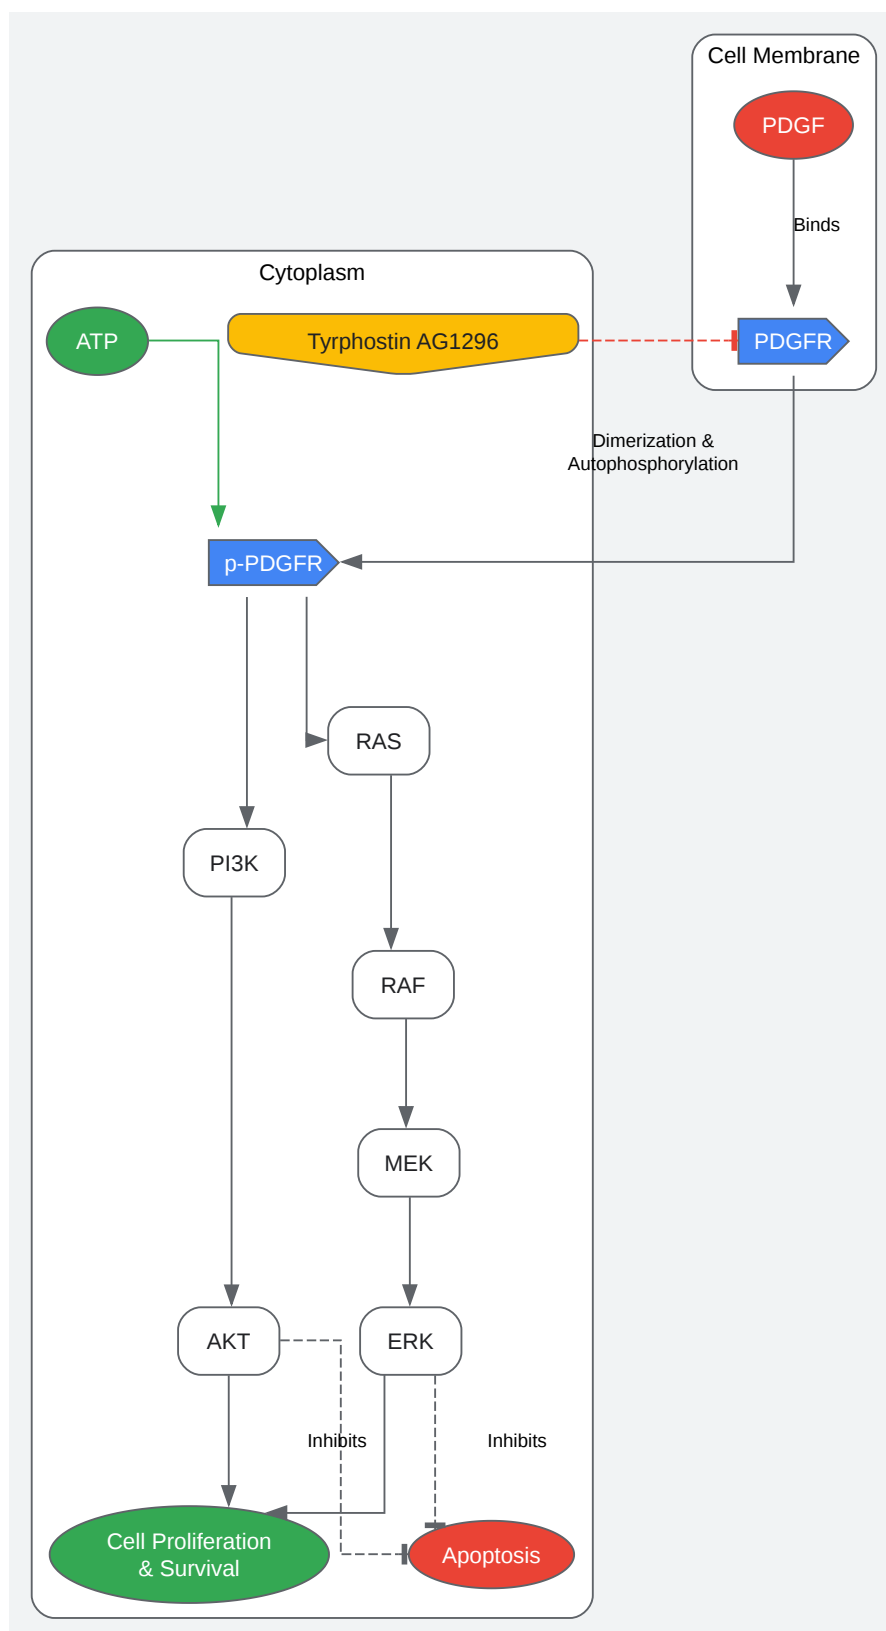 Cell Membrane
PDGF
Binds
Cytoplasm
ATP
Tyrphostin AG1296
PDGFR
Dimerization &
Autophosphorylation
p-PDGFR
RAS
PI3K
RAF
MEK
AKT
ERK
Inhibits
Inhibits
Cell Proliferation
& Survival
Apoptosis